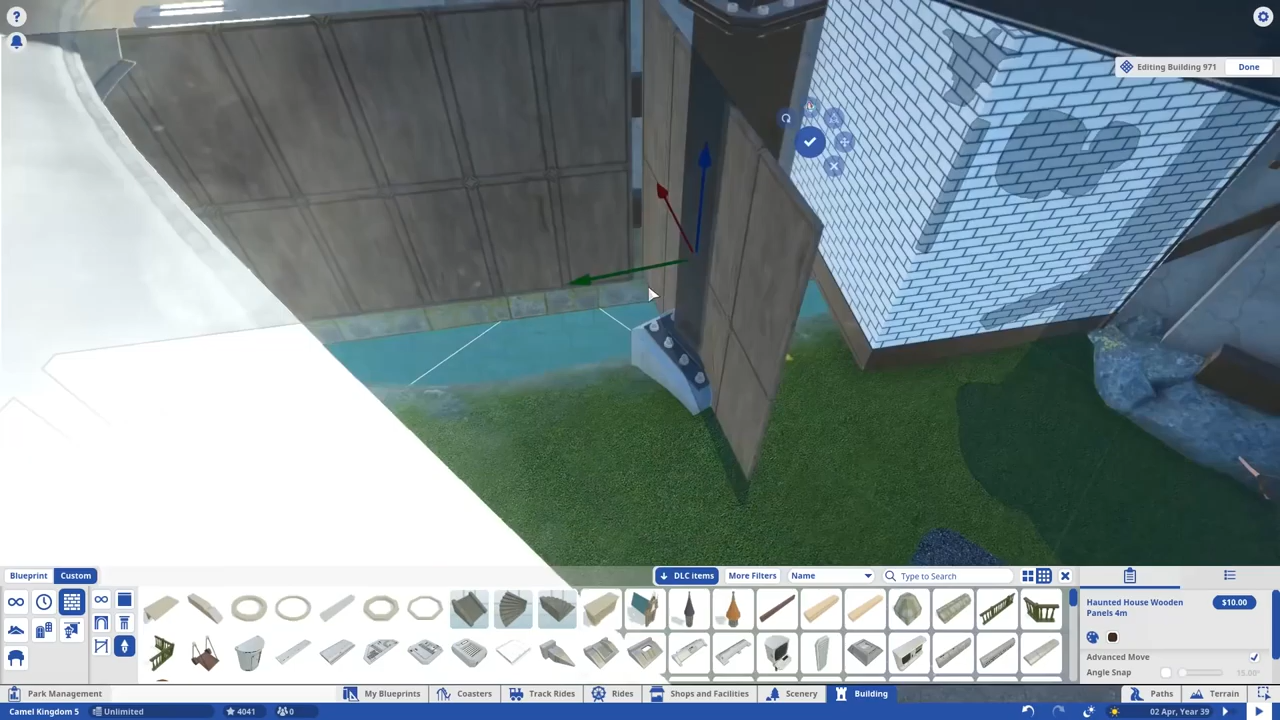 Editing Building 971 Done
Blueprint Custom
DLC items More Filters Name Type to Search
Haunted House Wooden Panels 4m $10.00
Advanced Move
Angle Snap 15.00°
Park Management My Blueprints Coasters Track Rides Rides Shops and Facilities Scenery Building Paths Terrain
Camel Kingdom 5 Unlimited 4041 0 02 Apr, Year 39